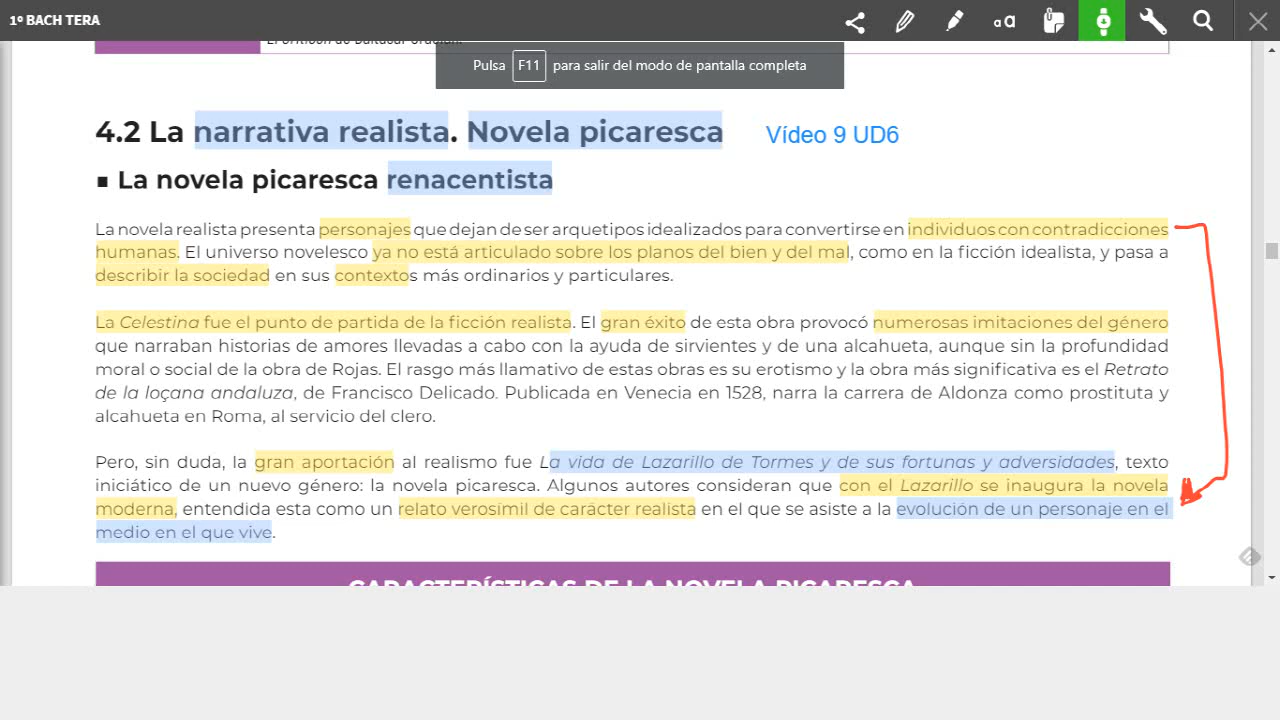 1º BACH TERA
aa
El Criticón de Baltasar Gracián.
Pulsa F11 para salir del modo de pantalla completa
4.2 La narrativa realista. Novela picaresca
Vídeo 9 UD6
▪ La novela picaresca renacentista
La novela realista presenta personajes que dejan de ser arquetipos idealizados para convertirse en individuos con contradicciones
humanas. El universo novelesco ya no está articulado sobre los planos del bien y del mal, como en la ficción idealista, y pasa a
describir la sociedad en sus contextos más ordinarios y particulares.
La Celestina fue el punto de partida de la ficción realista. El gran éxito de esta obra provocó numerosas imitaciones del género
que narraban historias de amores llevadas a cabo con la ayuda de sirvientes y de una alcahueta, aunque sin la profundidad
moral o social de la obra de Rojas. El rasgo más llamativo de estas obras es su erotismo y la obra más significativa es el Retrato
de la loçana andaluza, de Francisco Delicado. Publicada en Venecia en 1528, narra la carrera de Aldonza como prostituta y
alcahueta en Roma, al servicio del clero.
Pero, sin duda, la gran aportación al realismo fue La vida de Lazarillo de Tormes y de sus fortunas y adversidades, texto
iniciático de un nuevo género: la novela picaresca. Algunos autores consideran que con el Lazarillo se inaugura la novela
moderna, entendida esta como un relato verosímil de carácter realista en el que se asiste a la evolución de un personaje en el
medio en el que vive.
CARACTERÍSTICAS DE LA NOVELA PICARESCA